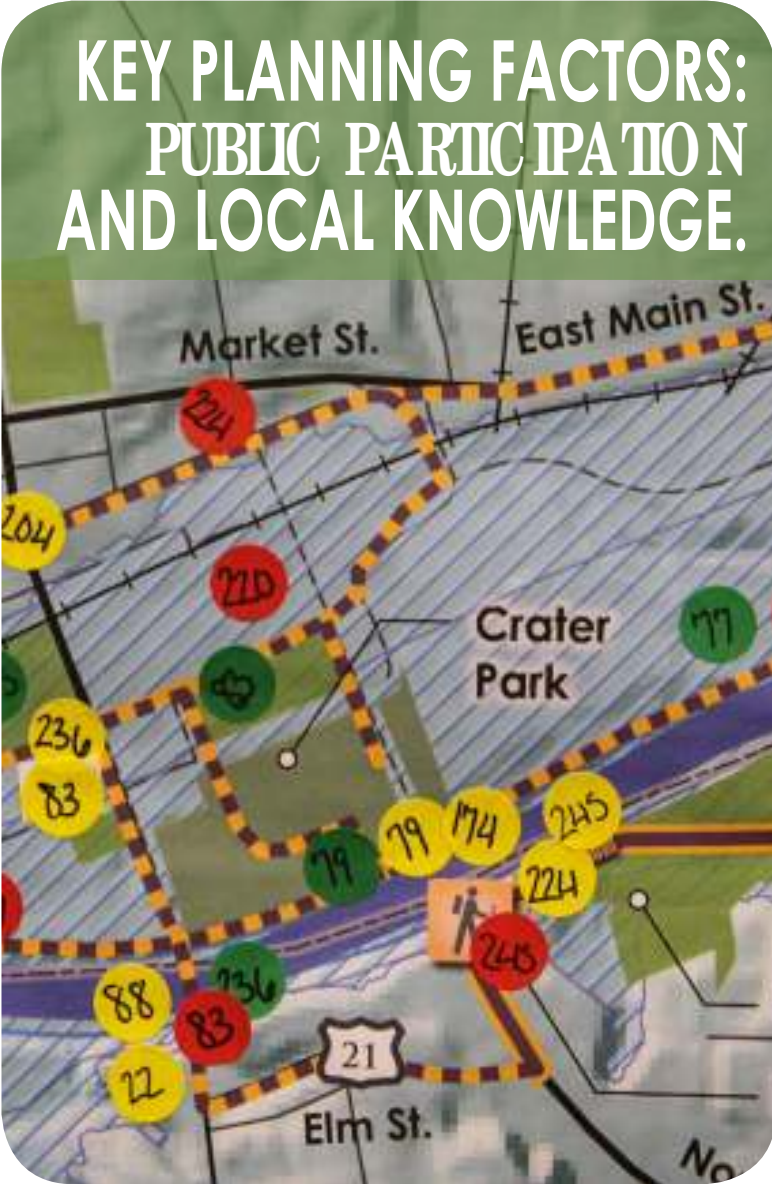 KEY PLANNING FACTORS:
PUBLIC PARTICIPATION
AND LOCAL KNOWLEDGE.
East Main St.
Market St.
224
204
220
Crater
Park
77
236
83
79
174
245
79
224
245
236
88
83
22
21
Elm St.